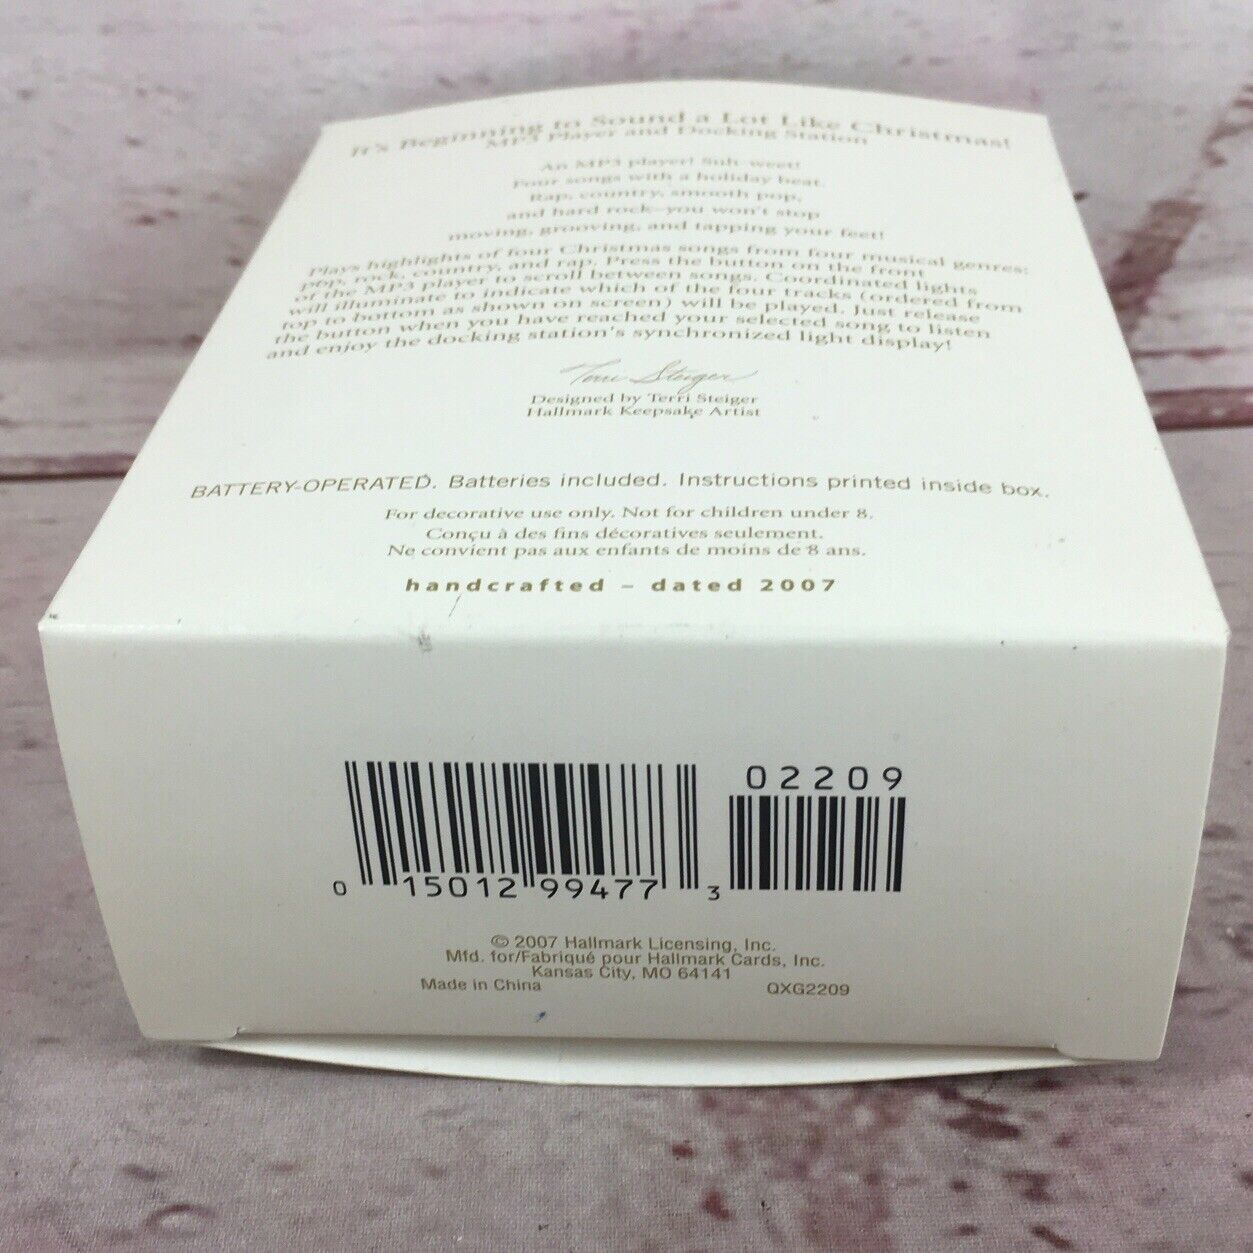 It's Beginning to Sound a Lot Like Christmas!
MP3 Player and Docking Station
An MP3 player! Suh-weet!
Four songs with a holiday beat.
Rap, country, smooth pop,
and hard rock–you won't stop
moving, grooving, and tapping your feet!
Plays highlights of four Christmas songs from four musical genres:
pop, rock, country, and rap. Press the button on the front
of the MP3 player to scroll between songs. Coordinated lights
will illuminate to indicate which of the four tracks (ordered from
top to bottom as shown on screen) will be played. Just release
the button when you have reached your selected song to listen
and enjoy the docking station's synchronized light display!
Terri Steiger
Designed by Terri Steiger
Hallmark Keepsake Artist
BATTERY-OPERATED. Batteries included. Instructions printed inside box.
For decorative use only. Not for children under 8.
Conçu à des fins décoratives seulement.
Ne convient pas aux enfants de moins de 8 ans.
handcrafted – dated 2007
02209
0 15012 99477 3
© 2007 Hallmark Licensing, Inc.
Mfd. for/Fabriqué pour Hallmark Cards, Inc.
Kansas City, MO 64141
Made in China QXG2209